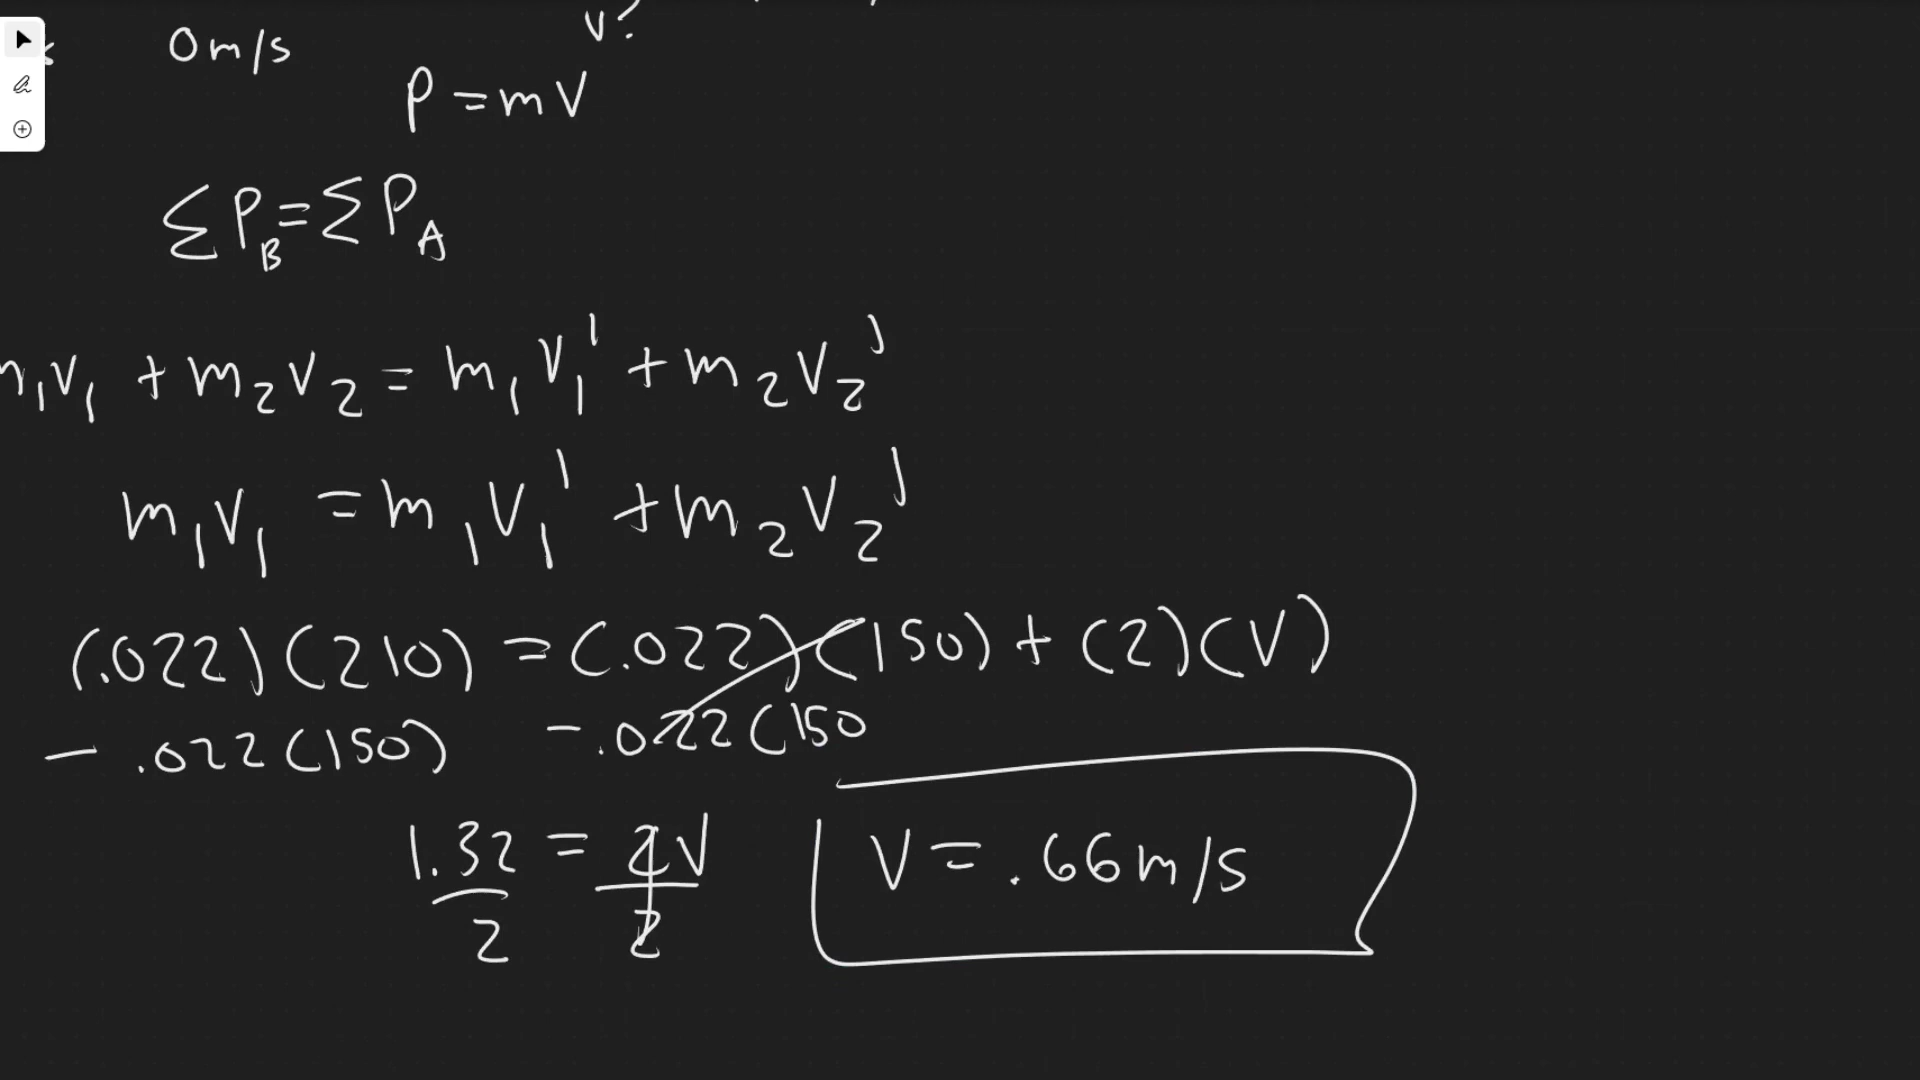 0m/s v?
P = mV
ΣP_B = ΣP_A
m₁v₁ + m₂v₂ = m₁v₁' + m₂v₂'
m₁v₁ = m₁v₁' + m₂v₂'
(.022)(210) = (.022)(150) + (2)(V)
- .022(150) - .022(150
1.32 = 2V
2 2
V = .66m/s